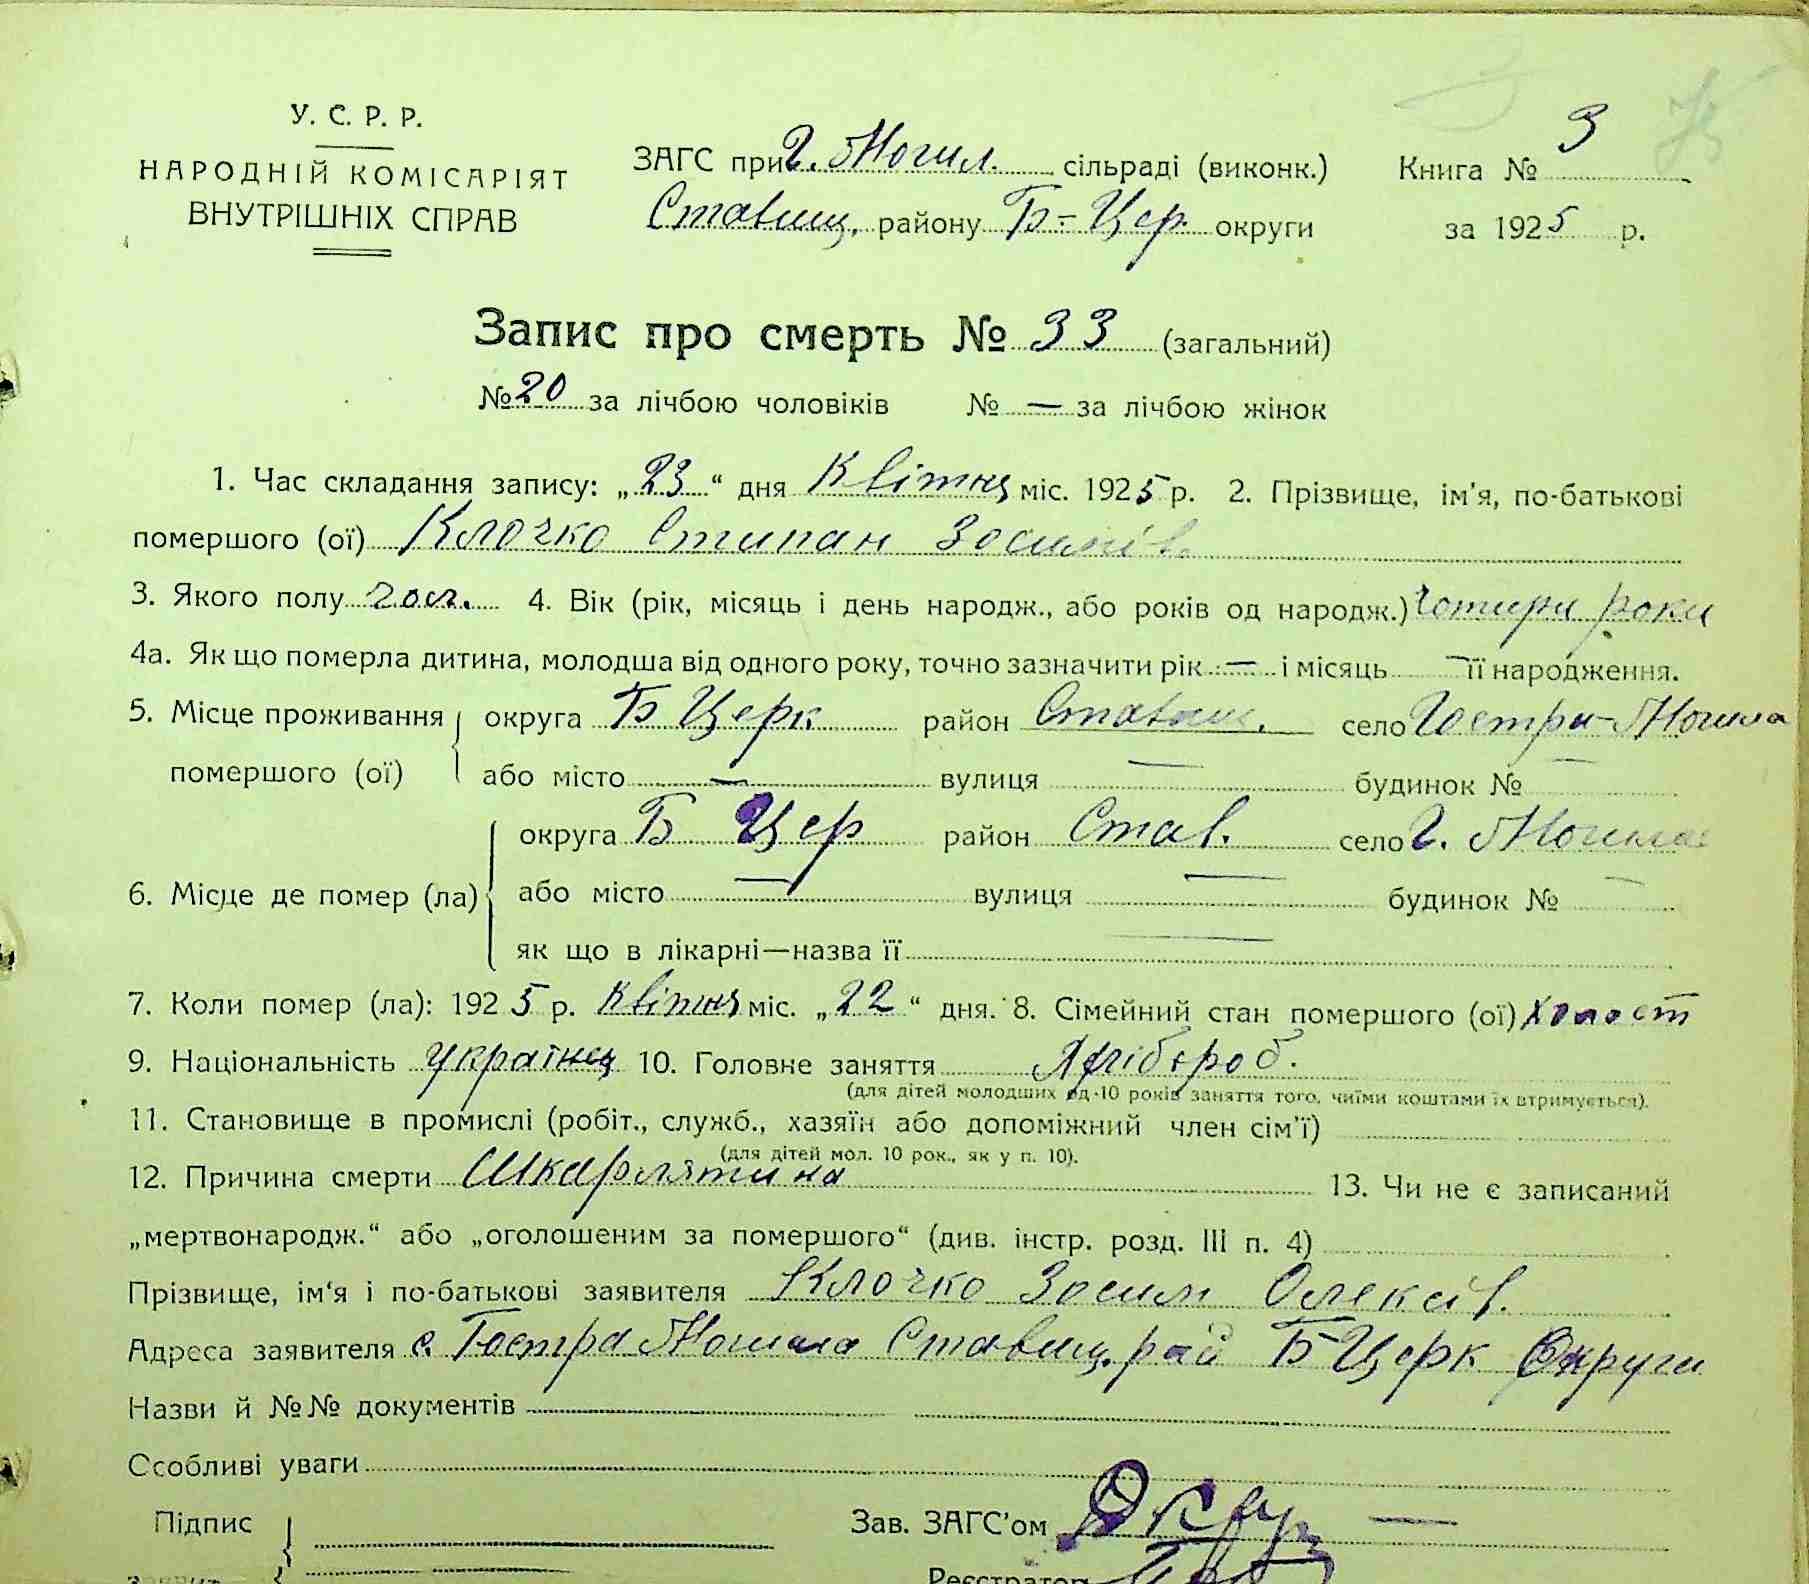 У. С. Р. Р.
НАРОДНІЙ КОМІСАРІЯТ
ВНУТРІШНІХ СПРАВ
ЗАГС при Г. Могил. сільраді (виконк.) Книга № 3
Ставищ. району Б-Цер. округи за 1925 р.
Запис про смерть № 33 (загальний)
№ 20 за лічбою чоловіків № — за лічбою жінок
1. Час складання запису: „23“ дня Квітня міс. 1925 р. 2. Прізвище, ім'я, по-батькові
помершого (ої) Клочко Стипан Зосимів.
3. Якого полу 4. Вік (рік, місяць і день народж., або років од народж.) Чотири роки
4а. Як що померла дитина, молодша від одного року, точно зазначити рік — і місяць — її народження.
5. Місце проживання округа Б Церк район Ставищ. село Гостра-Могила
помершого (ої) або місто — вулиця — будинок № —
округа Б Цер район Став. село Г. Могила
6. Місце де помер (ла) або місто — вулиця — будинок № —
як що в лікарні—назва її —
7. Коли помер (ла): 1925 р. Квітня міс. „22“ дня. 8. Сімейний стан помершого (ої) холост
9. Національність українец 10. Головне заняття Хлібероб.
(для дітей молодших од 10 років заняття того, чиїми коштами їх втримується).
11. Становище в промислі (робіт., служб., хазяїн або допоміжний член сім'ї)
(для дітей мол. 10 рок., як у п. 10).
12. Причина смерти Шкарлятина 13. Чи не є записаний
„мертвонародж.“ або „оголошеним за помершого“ (див. інстр. розд. III п. 4)
Прізвище, ім'я і по-батькові заявителя Клочко Зосим Олексів.
Адреса заявителя с. Гостра Могила Ставищ. рай Б Церк Округи
Назви й №№ документів
Особливі уваги
Підпис Зав. ЗАГС'ом
Реєстратор